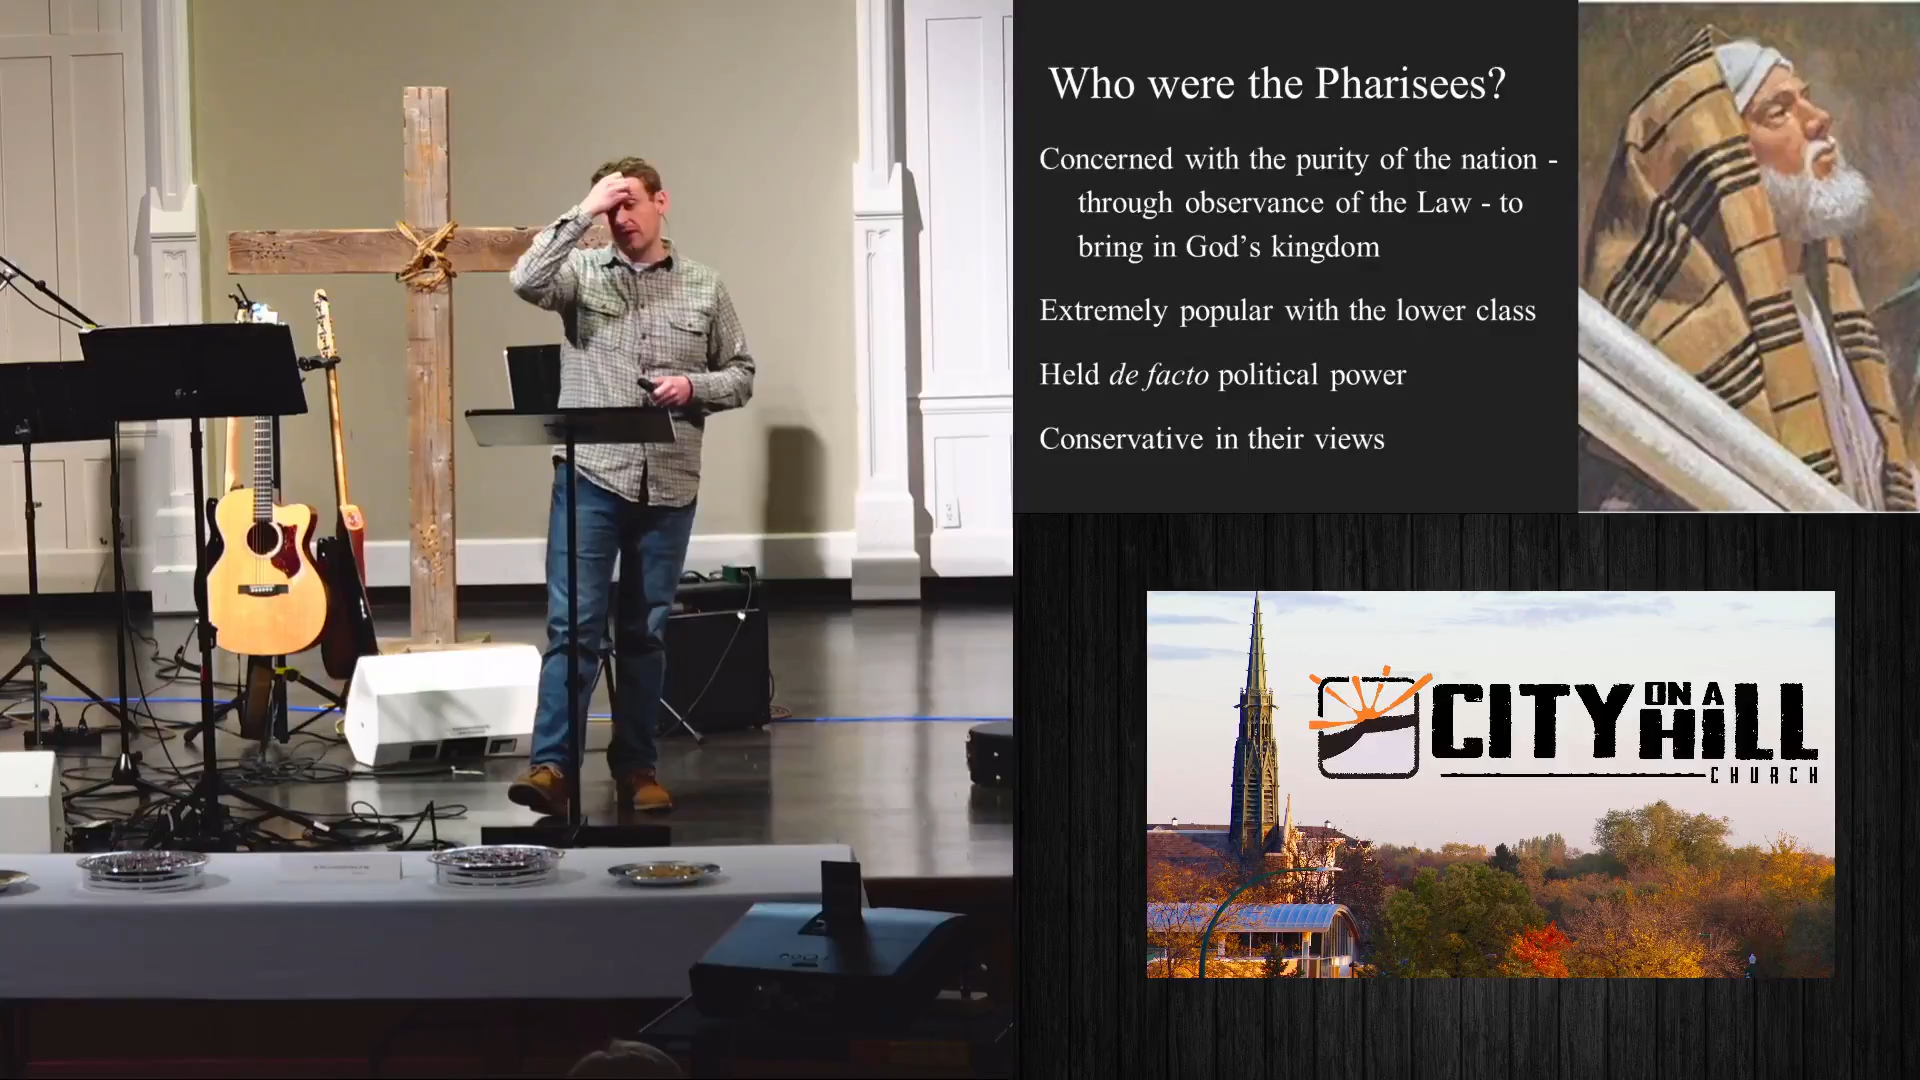 Who were the Pharisees?
Concerned with the purity of the nation -
through observance of the Law - to
bring in God’s kingdom
Extremely popular with the lower class
Held de facto political power
Conservative in their views
CITY ON A HILL
CHURCH